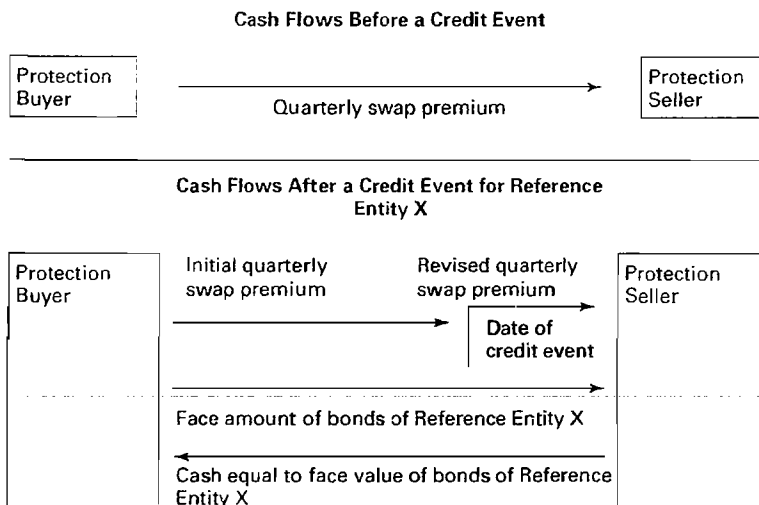 Cash Flows Before a Credit Event
Protection
Buyer
Quarterly swap premium
Protection
Seller
Cash Flows After a Credit Event for Reference
Entity X
Protection
Buyer
Initial quarterly
swap premium
Revised quarterly
swap premium
Date of
credit event
Protection
Seller
Face amount of bonds of Reference Entity X
Cash equal to face value of bonds of Reference
Entity X